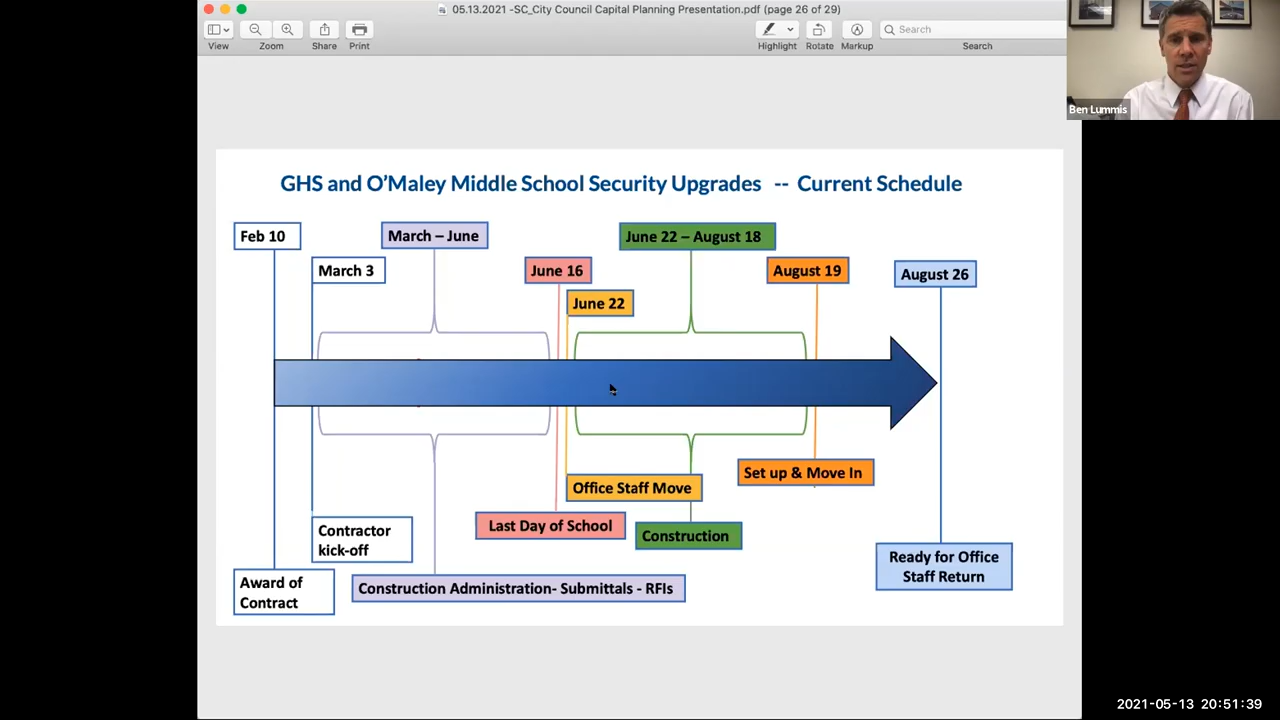 05.13.2021 -SC_City Council Capital Planning Presentation.pdf (page 26 of 29)
View
Zoom
Share
Print
Highlight
Rotate
Markup
Search
Search
Ben Lummis
GHS and O’Maley Middle School Security Upgrades -- Current Schedule
Feb 10
March – June
June 22 – August 18
March 3
June 16
August 19
August 26
June 22
Set up & Move In
Office Staff Move
Last Day of School
Contractor
kick-off
Construction
Ready for Office
Staff Return
Award of
Contract
Construction Administration- Submittals - RFIs
2021-05-13 20:51:39